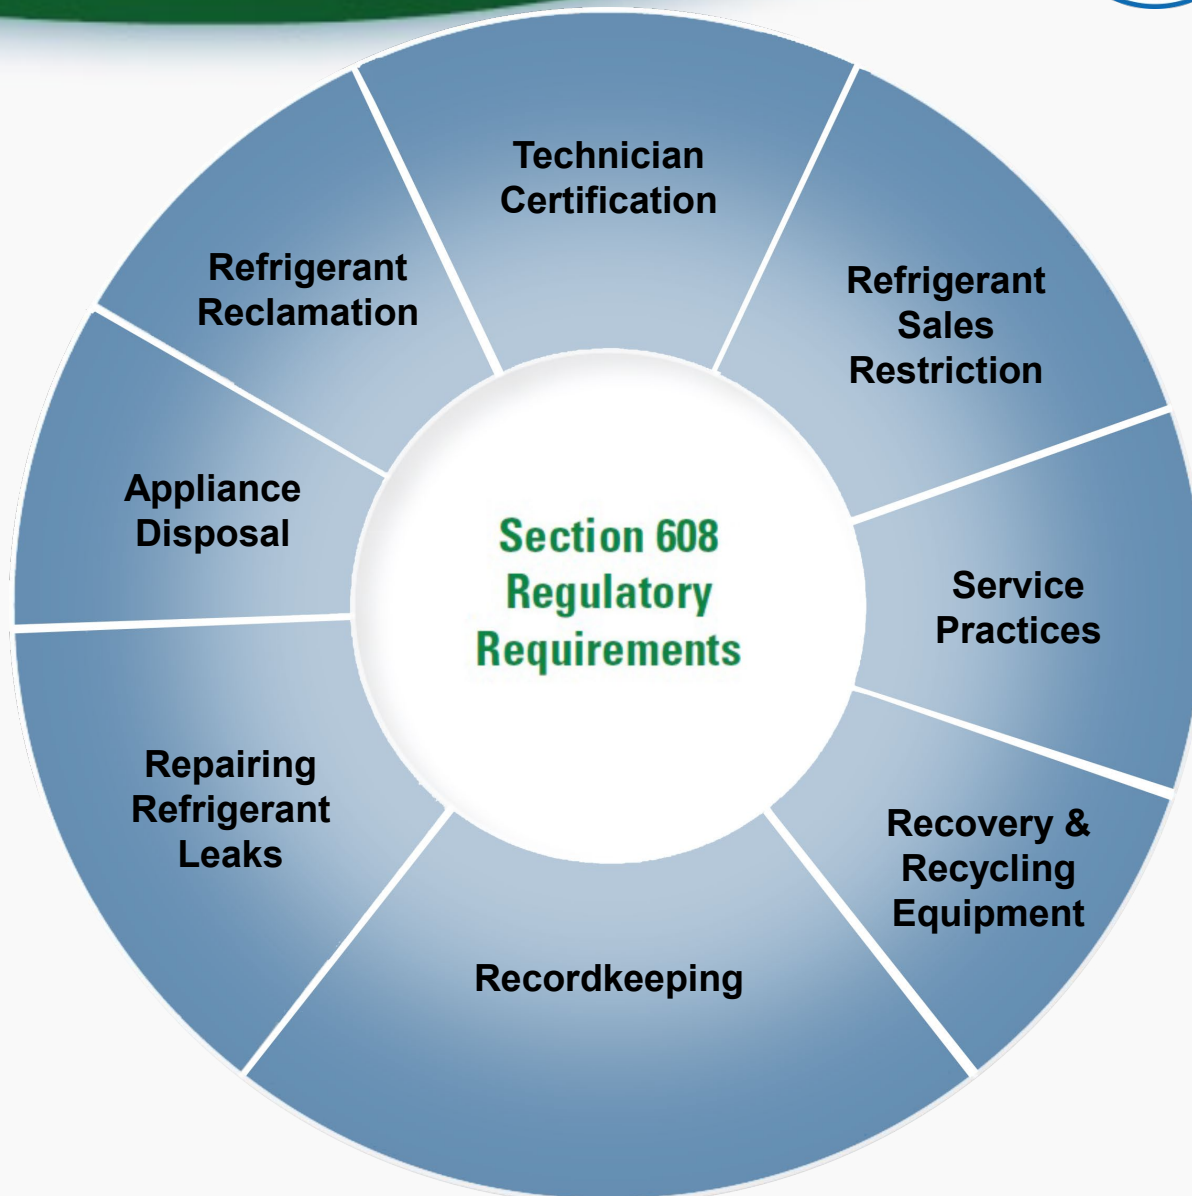 Technician
Certification
Refrigerant
Sales
Restriction
Service
Practices
Recovery &
Recycling
Equipment
Recordkeeping
Repairing
Refrigerant
Leaks
Appliance
Disposal
Refrigerant
Reclamation
Section 608
Regulatory
Requirements